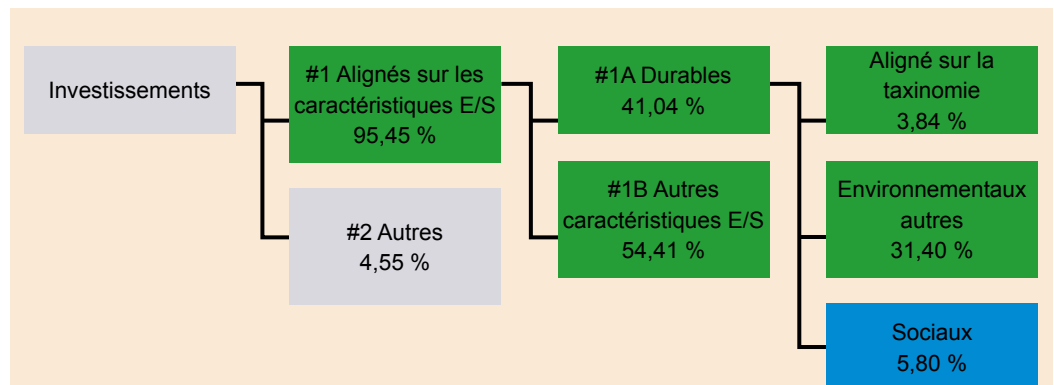 Investissements
#1 Alignés sur les
caractéristiques E/S
95,45 %
#2 Autres
4,55 %
#1A Durables
41,04 %
#1B Autres
caractéristiques E/S
54,41 %
Aligné sur la
taxinomie
3,84 %
Environnementaux
autres
31,40 %
Sociaux
5,80 %